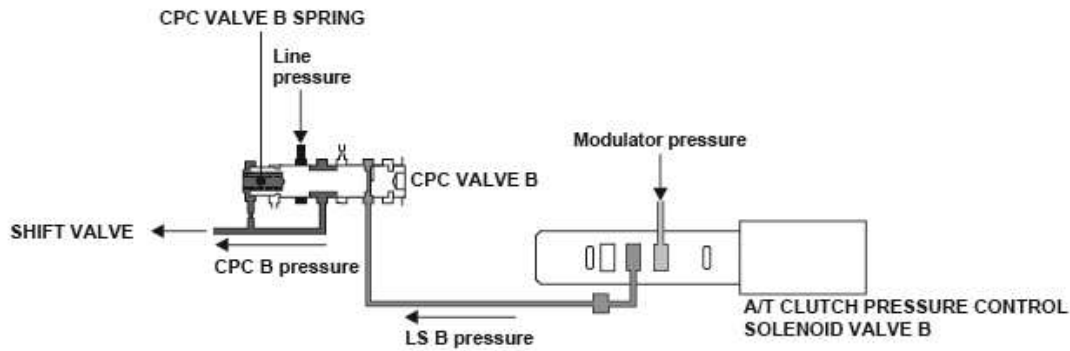 CPC VALVE B SPRING
Line
pressure
Modulator pressure
CPC VALVE B
SHIFT VALVE
CPC B pressure
A/T CLUTCH PRESSURE CONTROL
SOLENOID VALVE B
LS B pressure